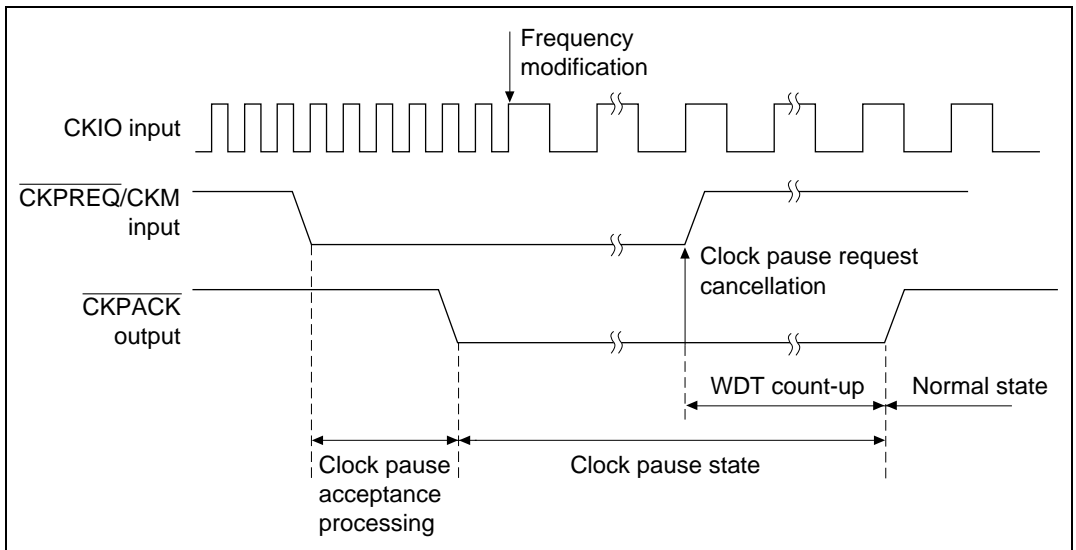 Frequency
modification
CKIO input
CKPREQ/CKM
input
Clock pause request
cancellation
CKPACK
output
WDT count-up
Normal state
Clock pause
acceptance
processing
Clock pause state